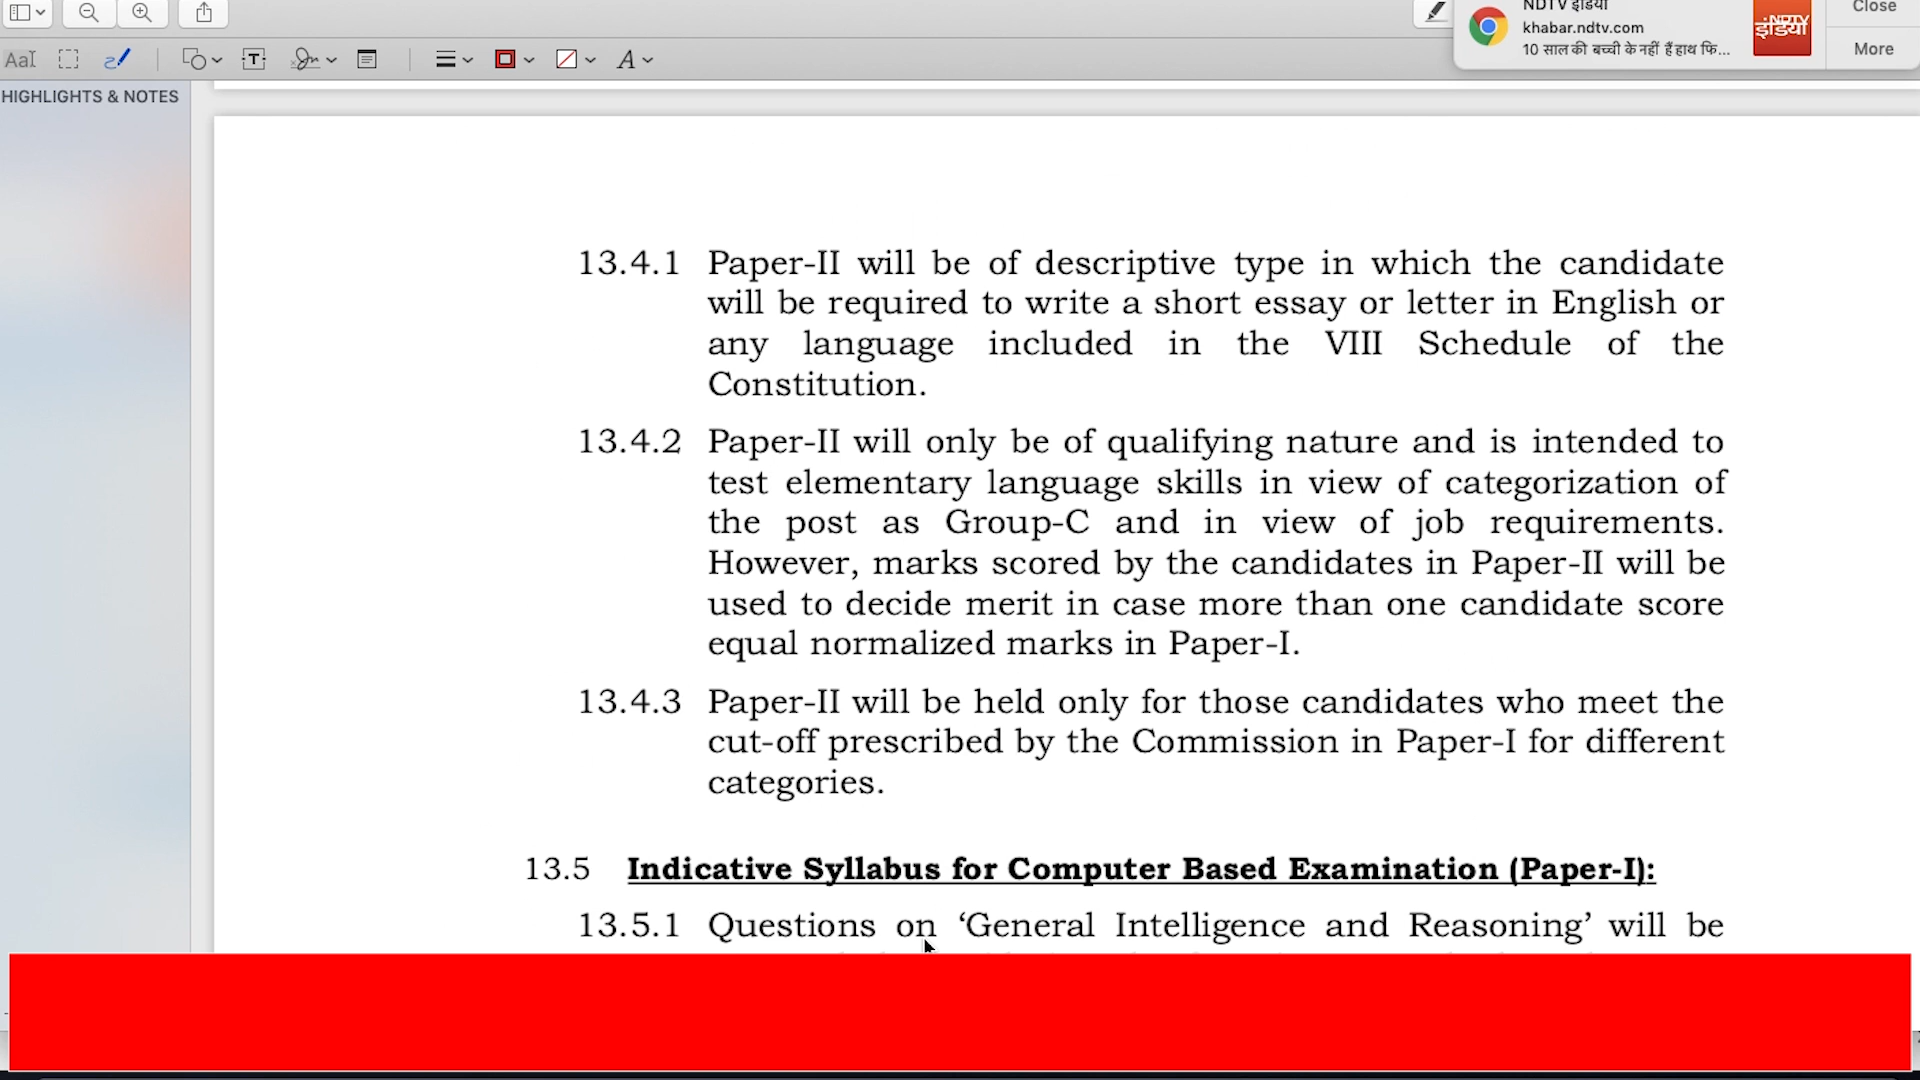 NDTV इंडिया
Close
khabar.ndtv.com
10 साल की बच्ची के नहीं हैं हाथ फि...
NDTV
इंडिया
More
AaI
T
A
HIGHLIGHTS & NOTES
13.4.1 Paper-II will be of descriptive type in which the candidate
will be required to write a short essay or letter in English or
any language included in the VIII Schedule of the
Constitution.
13.4.2 Paper-II will only be of qualifying nature and is intended to
test elementary language skills in view of categorization of
the post as Group-C and in view of job requirements.
However, marks scored by the candidates in Paper-II will be
used to decide merit in case more than one candidate score
equal normalized marks in Paper-I.
13.4.3 Paper-II will be held only for those candidates who meet the
cut-off prescribed by the Commission in Paper-I for different
categories.
13.5 Indicative Syllabus for Computer Based Examination (Paper-I):
13.5.1 Questions on ‘General Intelligence and Reasoning’ will be